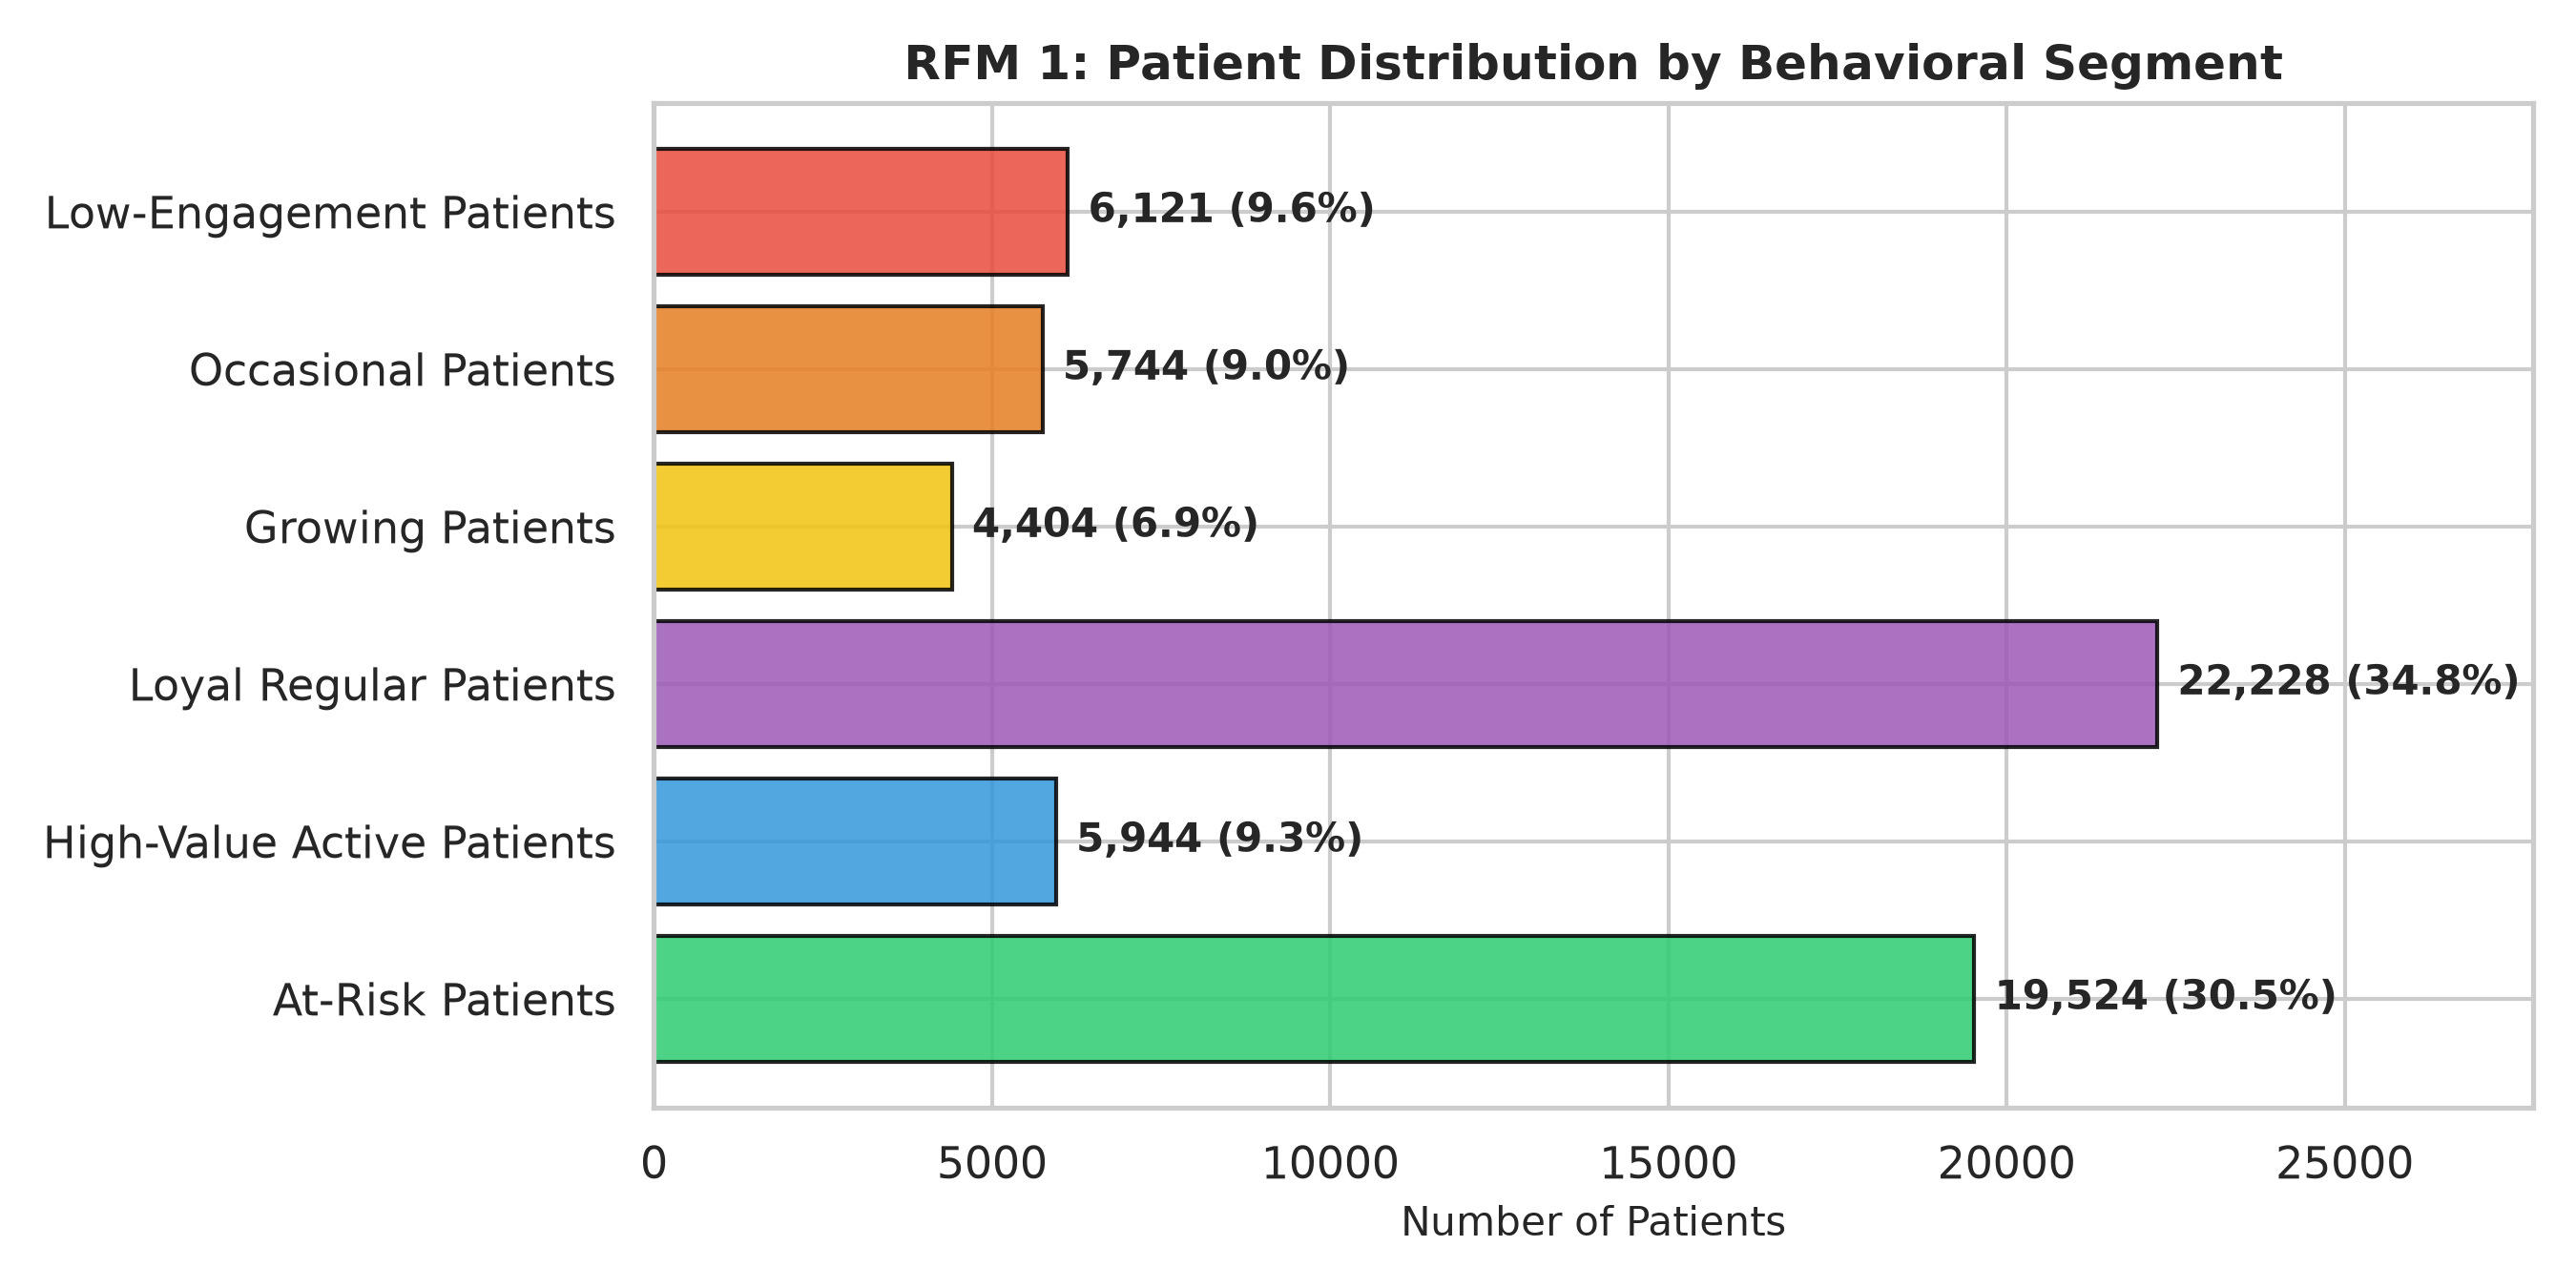 RFM 1: Patient Distribution by Behavioral Segment
Low-Engagement Patients 6,121 (9.6%)
Occasional Patients 5,744 (9.0%)
Growing Patients 4,404 (6.9%)
Loyal Regular Patients 22,228 (34.8%)
High-Value Active Patients 5,944 (9.3%)
At-Risk Patients 19,524 (30.5%)
0 5000 10000 15000 20000 25000
Number of Patients